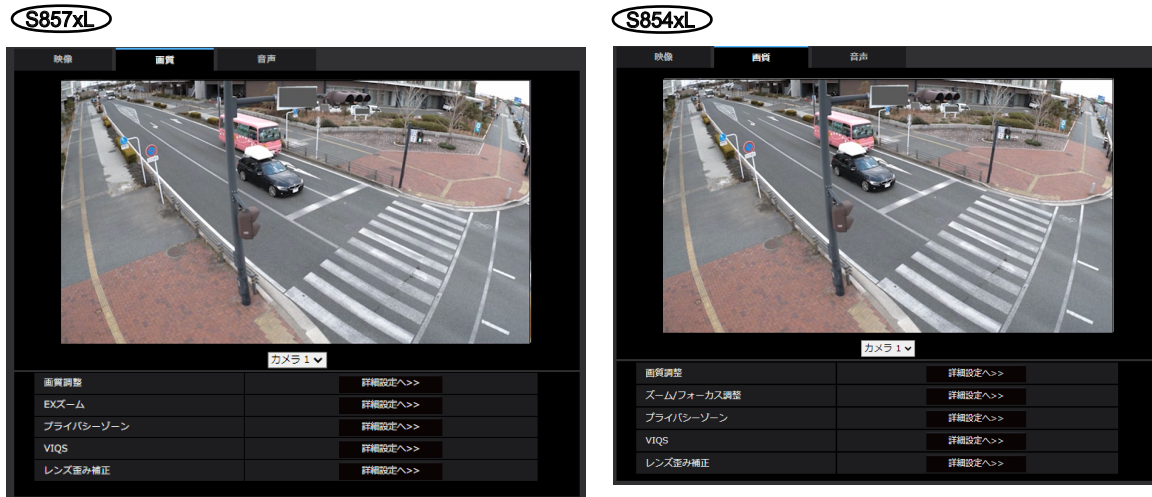 S857xL
映像 画質 音声
カメラ 1
画質調整 詳細設定へ>>
EXズーム 詳細設定へ>>
プライバシーゾーン 詳細設定へ>>
VIQS 詳細設定へ>>
レンズ歪み補正 詳細設定へ>>
S854xL
映像 画質 音声
カメラ 1
画質調整 詳細設定へ>>
ズーム/フォーカス調整 詳細設定へ>>
プライバシーゾーン 詳細設定へ>>
VIQS 詳細設定へ>>
レンズ歪み補正 詳細設定へ>>